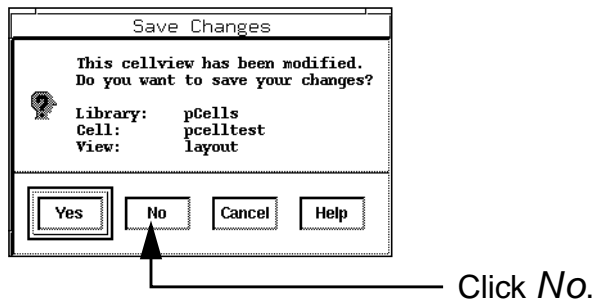 Save Changes
This cellview has been modified.
Do you want to save your changes?
Library: pCells
Cell: pcelltest
View: layout
Yes No Cancel Help
Click No.